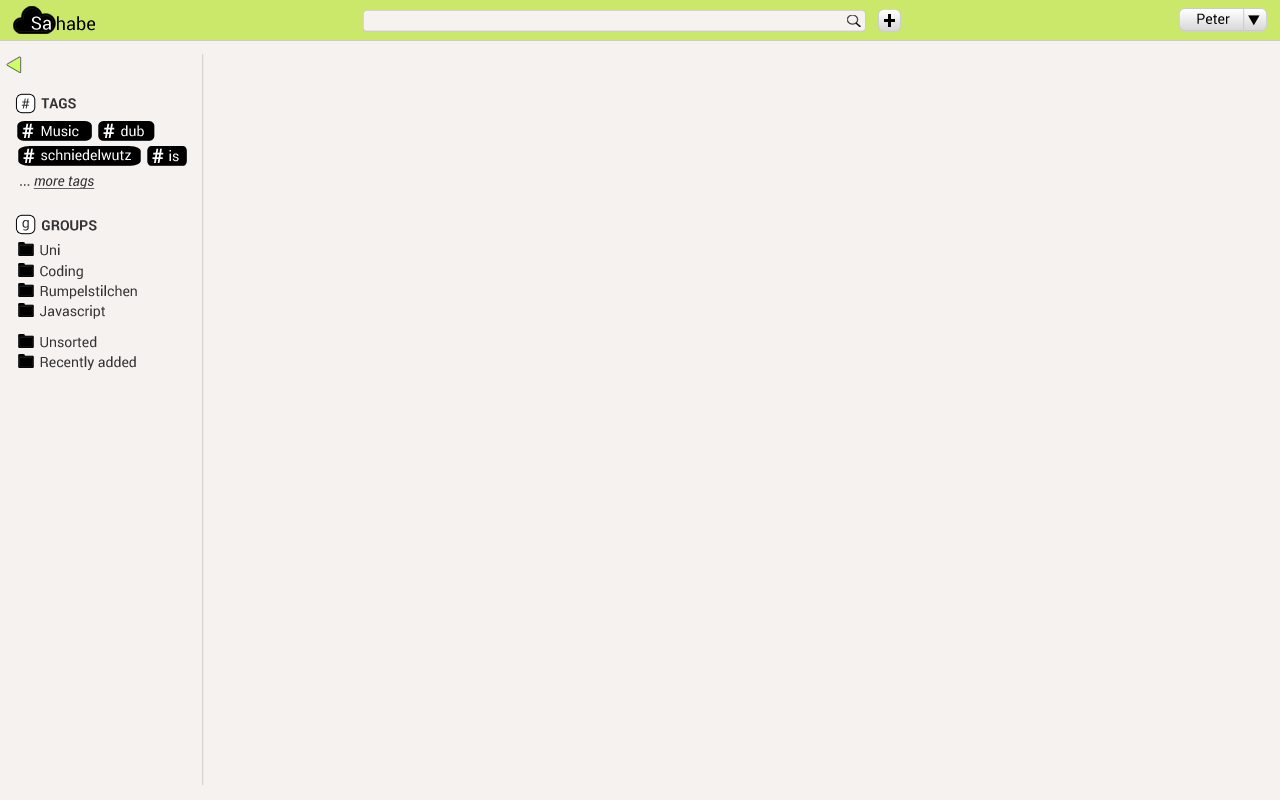 Sahabe
Peter
# TAGS
# Music # dub
# schniedelwutz # is
... more tags
g GROUPS
Uni
Coding
Rumpelstilchen
Javascript
Unsorted
Recently added